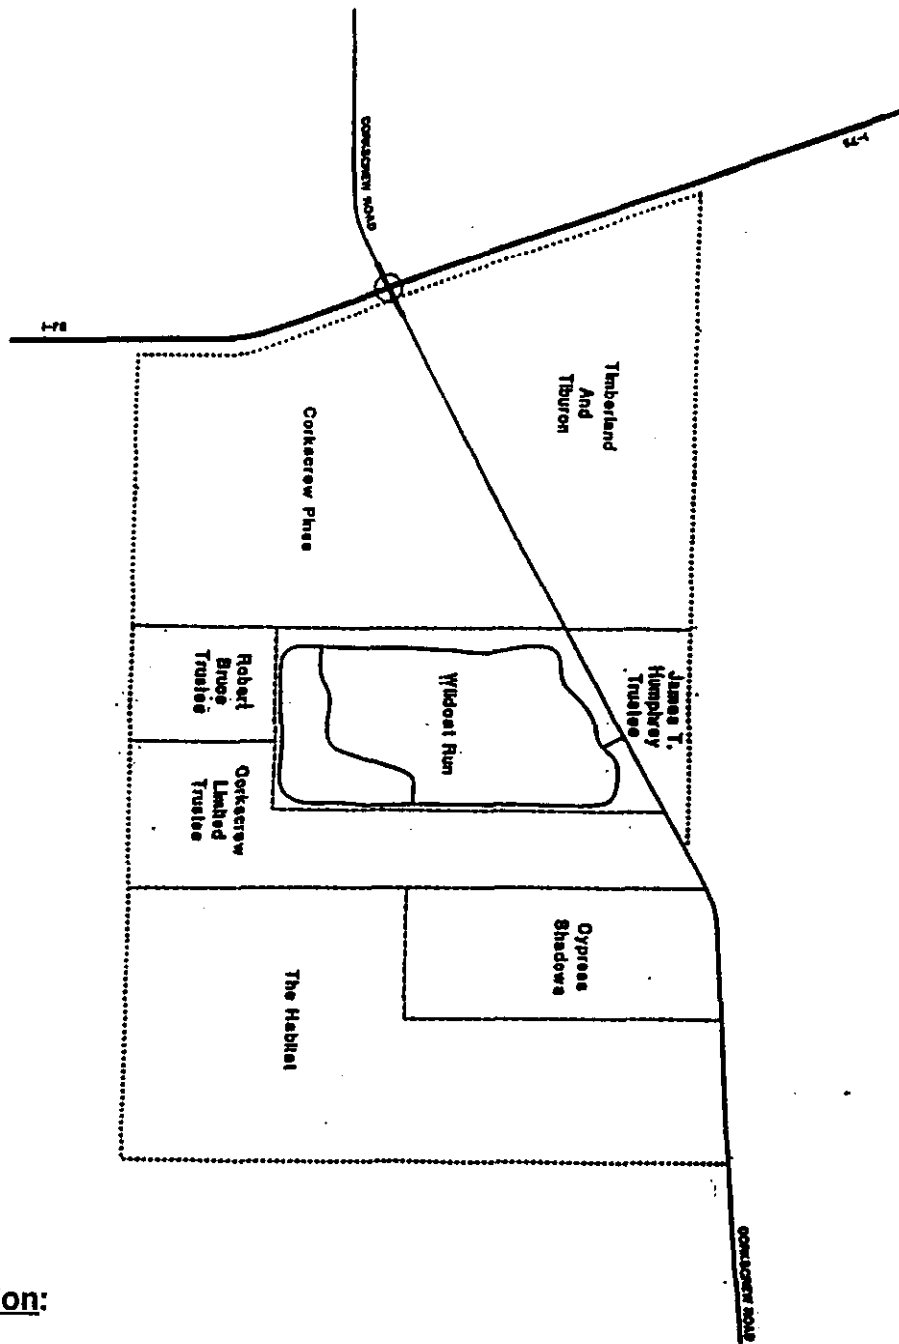 CORKSCREW ROAD
I-75
I-75
Timberland
And
Tiburon
Corkscrew Pines
James T.
Humphrey
Trustee
Wildcat Run
Robert
Bruce
Trustee
Corkscrew
Limited
Trustee
Cypress
Shadows
The Habitat
CORKSCREW ROAD
on: